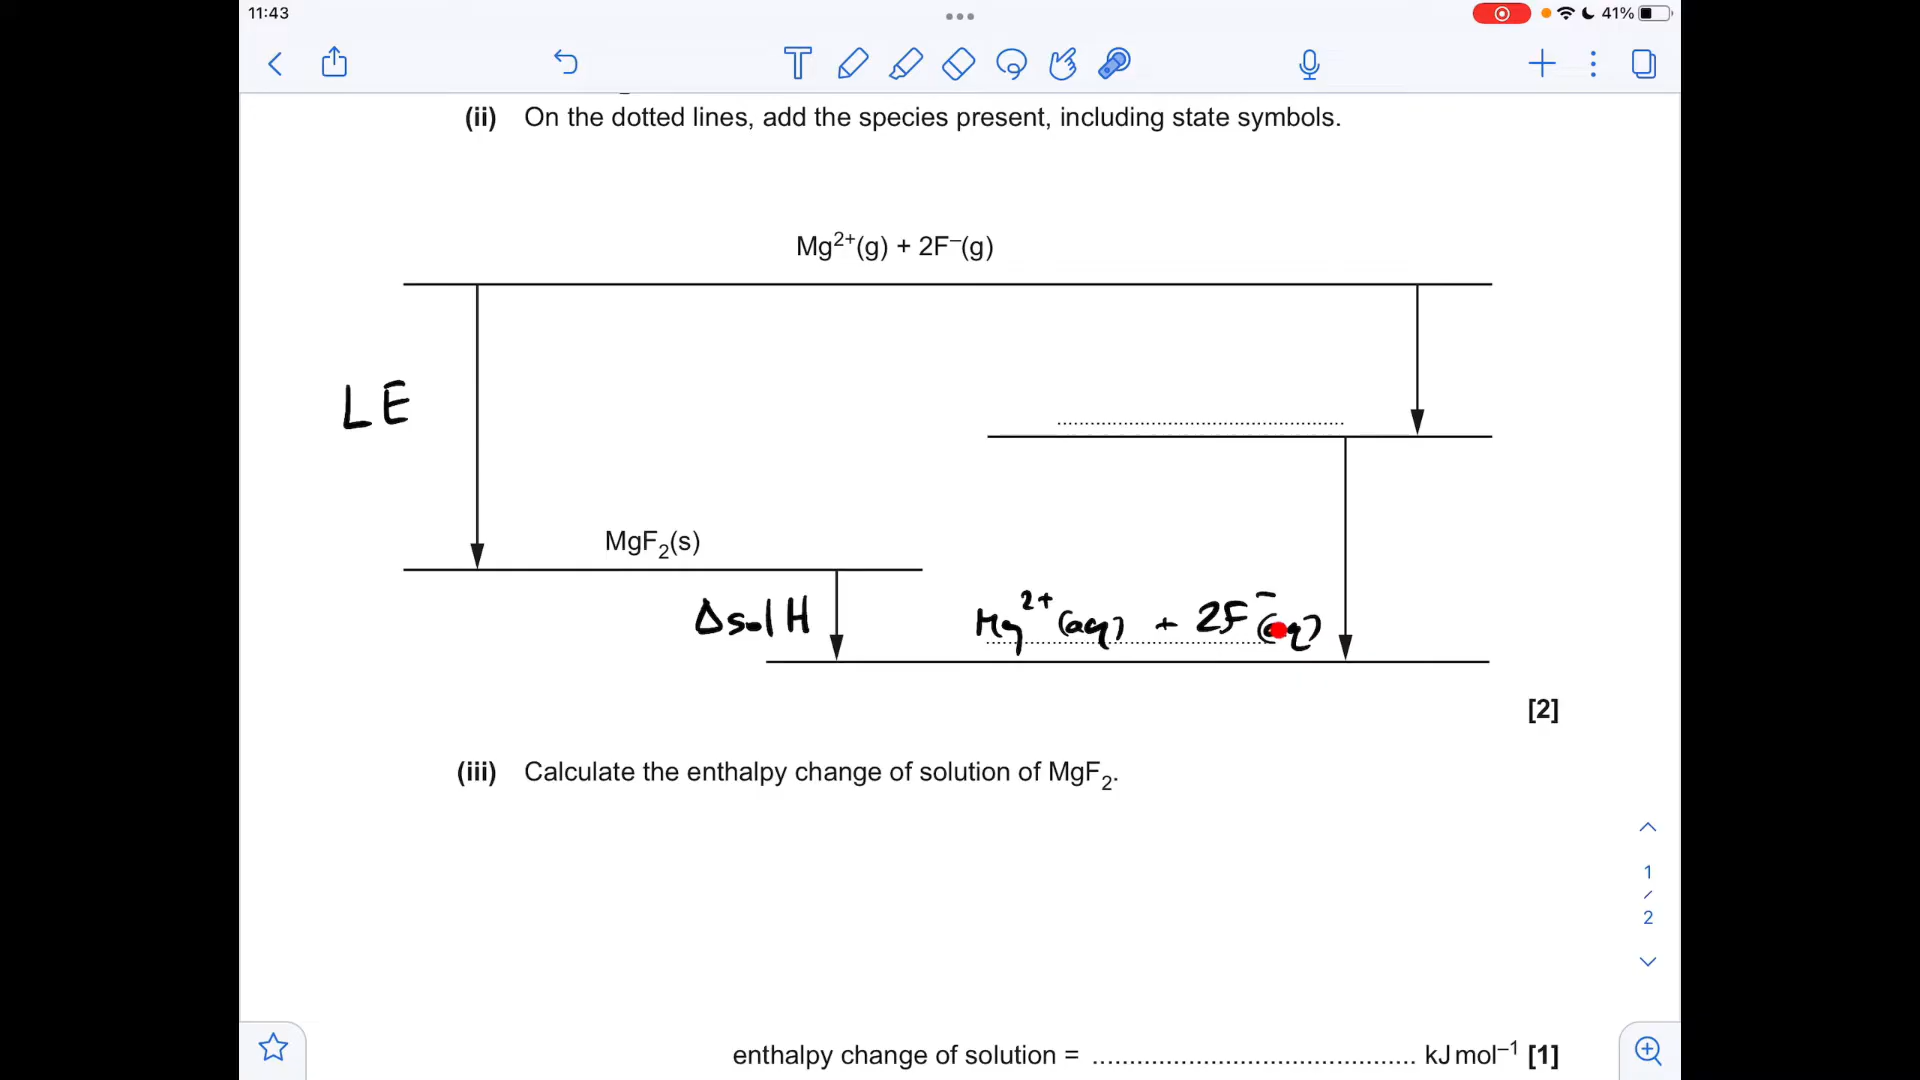 11:43
41%
(ii) On the dotted lines, add the species present, including state symbols.
Mg²⁺(g) + 2F⁻(g)
LE
................................................
MgF₂(s)
ΔsolH
Mg²⁺(aq) + 2F⁻(aq)
[2]
(iii) Calculate the enthalpy change of solution of MgF₂.
1
/
2
enthalpy change of solution = .......................................... kJ mol⁻¹ [1]